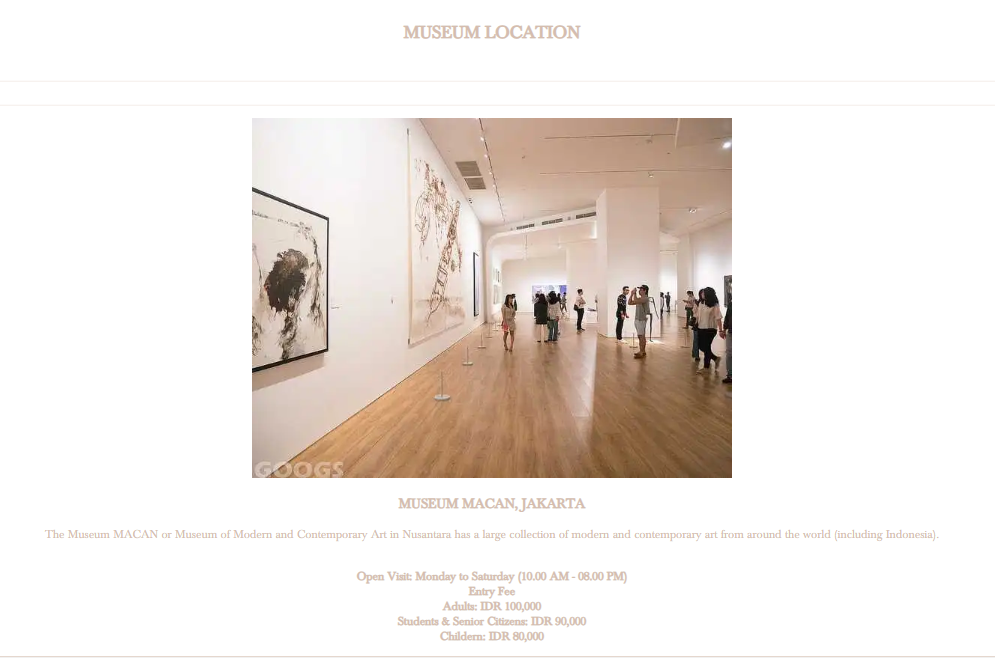 MUSEUM LOCATION
GOOGS
MUSEUM MACAN, JAKARTA
The Museum MACAN or Museum of Modern and Contemporary Art in Nusantara has a large collection of modern and contemporary art from around the world (including Indonesia).
Open Visit: Monday to Saturday (10.00 AM - 08.00 PM)
Entry Fee
Adults: IDR 100,000
Students & Senior Citizens: IDR 90,000
Childern: IDR 80,000